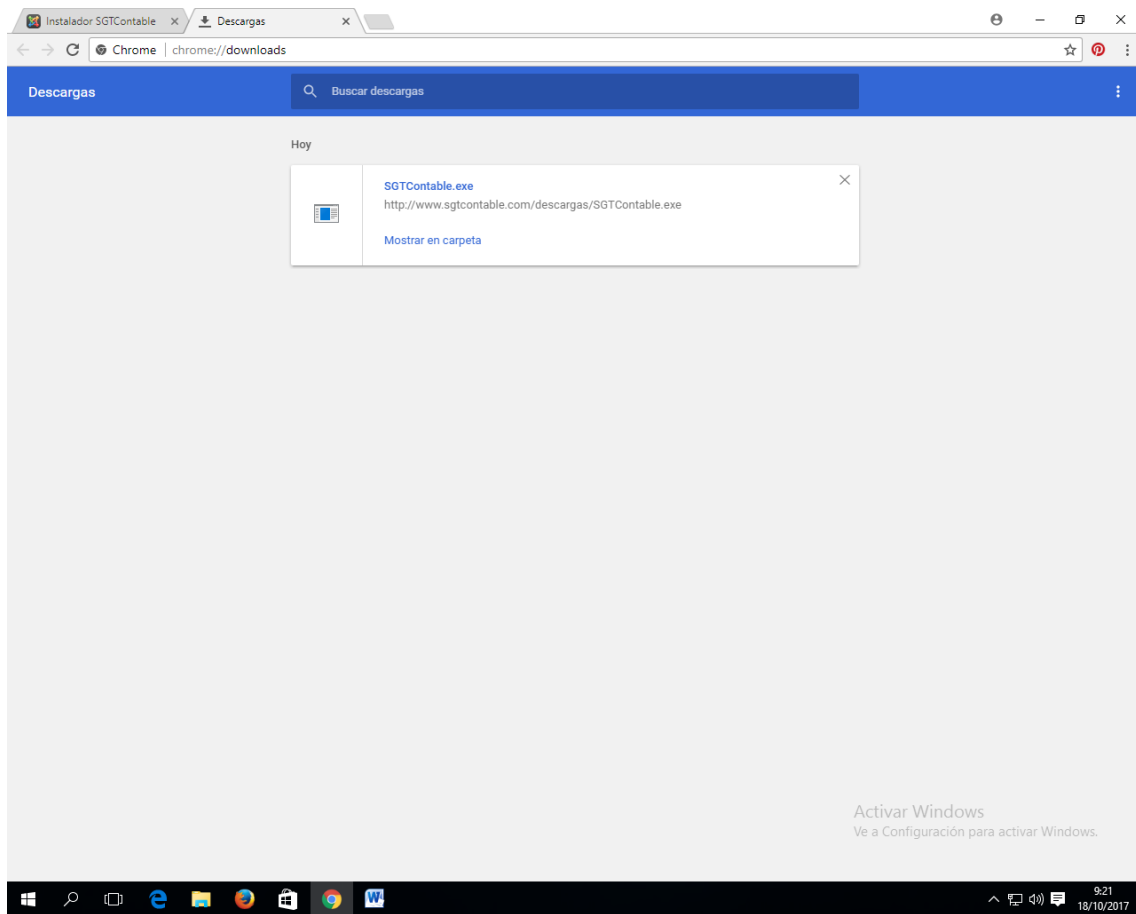 Instalador SGTContable
Descargas
Chrome | chrome://downloads
Descargas
Buscar descargas
Hoy
SGTContable.exe
http://www.sgtcontable.com/descargas/SGTContable.exe
Mostrar en carpeta
Activar Windows
Ve a Configuración para activar Windows.
9:21
18/10/2017